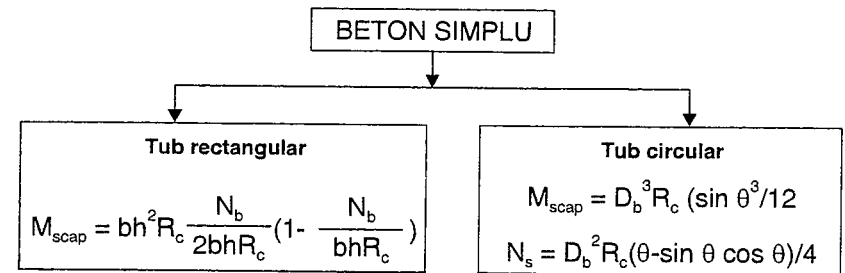 BETON SIMPLU
Tub rectangular
M_scap = bh²R_c N_b/2bhR_c (1- N_b/bhR_c )
Tub circular
M_scap = D_b³R_c (sin θ³/12
N_s = D_b²R_c(θ-sin θ cos θ)/4